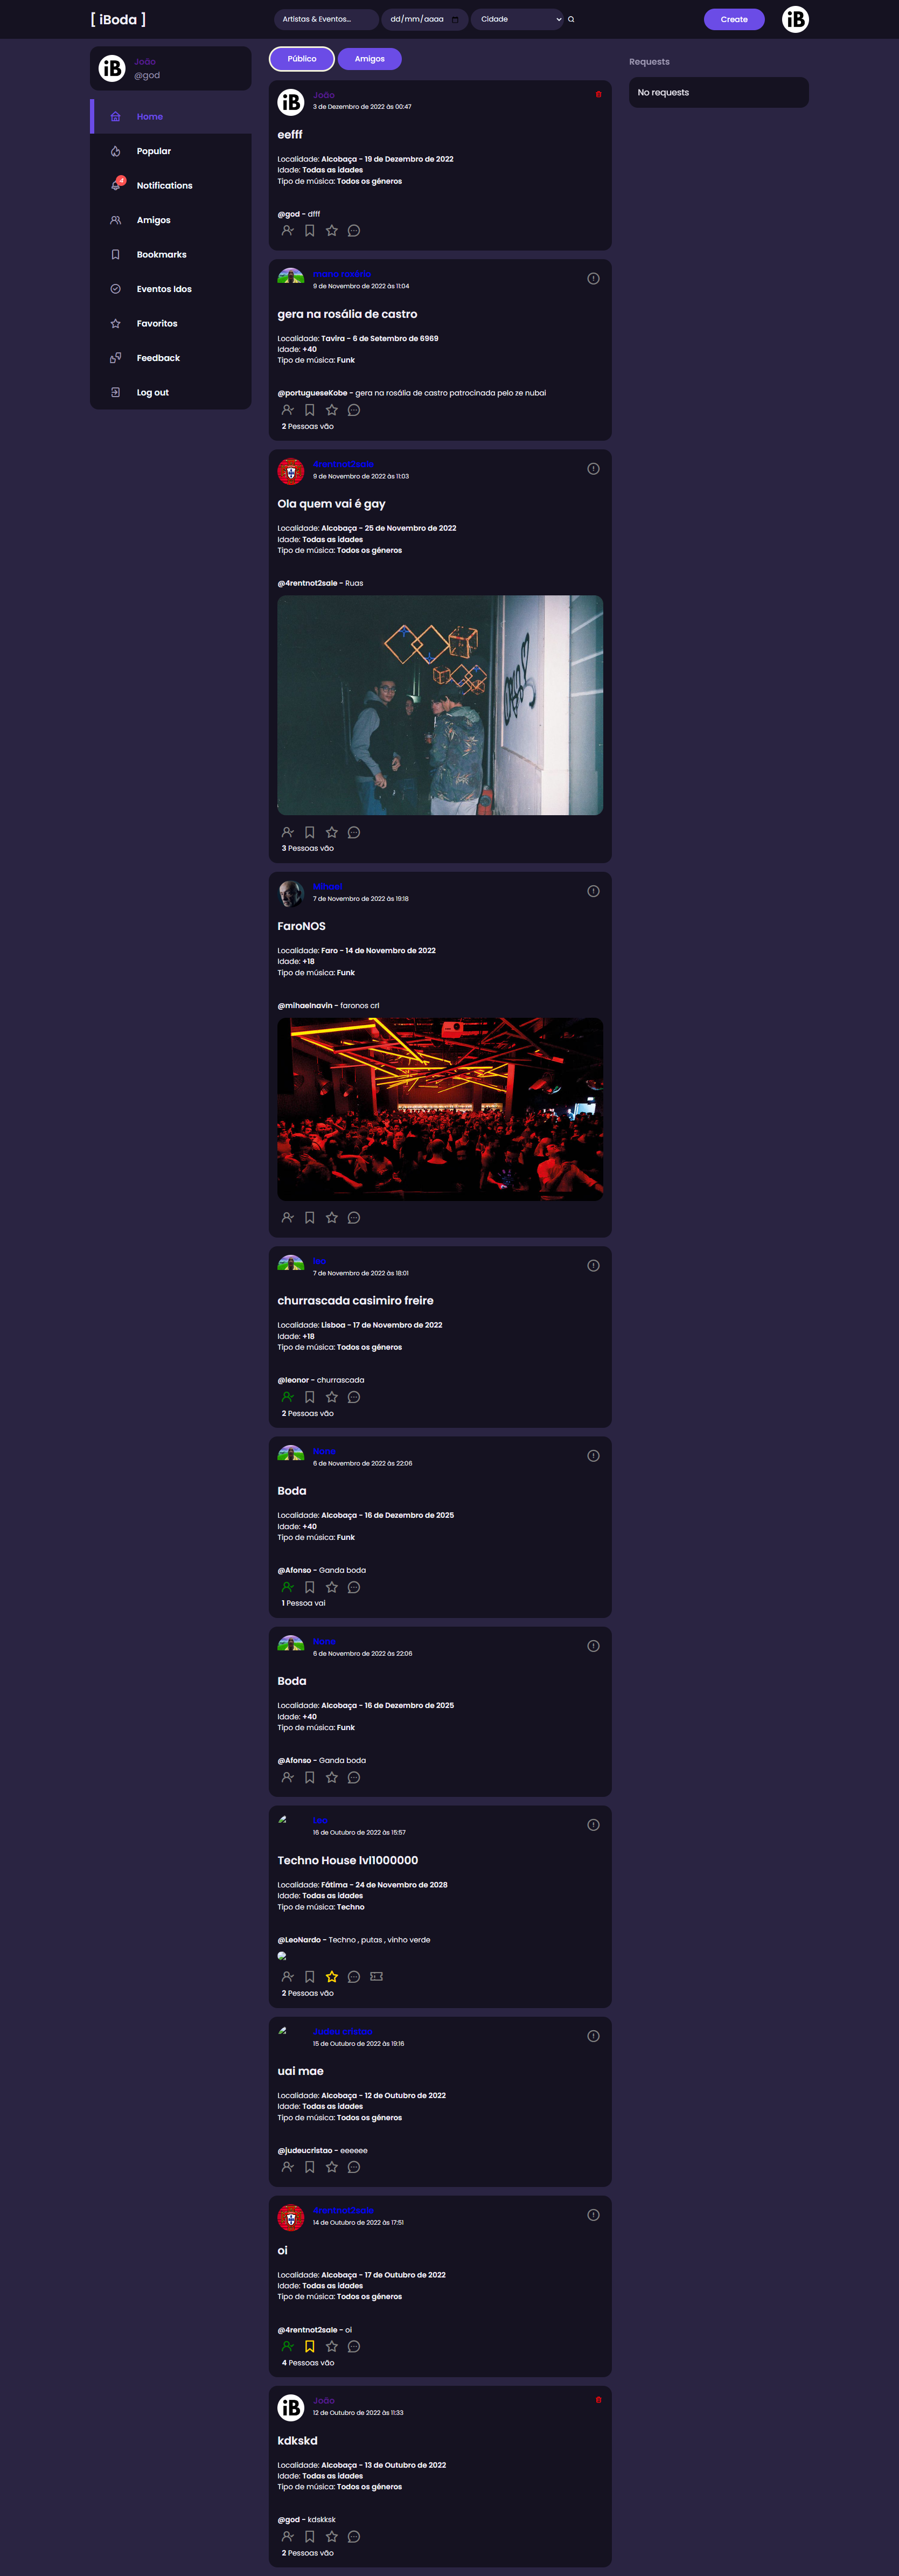 [ iBoda ]
Artistas & Eventos...
dd/mm/aaaa
Cidade
Create
iB
iB
João
@god
Home
Popular
4
Notifications
Amigos
Bookmarks
Eventos Idos
Favoritos
Feedback
Log out
Público
Amigos
iB
João
3 de Dezembro de 2022 às 00:47
eefff
Localidade: Alcobaça - 19 de Dezembro de 2022
Idade: Todas as idades
Tipo de música: Todos os géneros
@god - dfff
9 de Novembro de 2022 às 11:04
gera na rosália de castro
Localidade: Tavira - 6 de Setembro de 6969
Idade: +40
Tipo de música: Funk
@portugueseKobe - gera na rosália de castro patrocinada pelo ze nubai
2 Pessoas vão
4rentnot2sale
9 de Novembro de 2022 às 11:03
Ola quem vai é gay
Localidade: Alcobaça - 25 de Novembro de 2022
Idade: Todas as idades
Tipo de música: Todos os géneros
@4rentnot2sale - Ruas
3 Pessoas vão
7 de Novembro de 2022 às 19:18
FaroNOS
Localidade: Faro - 14 de Novembro de 2022
Idade: +18
Tipo de música: Funk
@mihaelnavin - faronos crl
7 de Novembro de 2022 às 18:01
churrascada casimiro freire
Localidade: Lisboa - 17 de Novembro de 2022
Idade: +18
Tipo de música: Todos os géneros
@leonor - churrascada
2 Pessoas vão
6 de Novembro de 2022 às 22:06
Boda
Localidade: Alcobaça - 16 de Dezembro de 2025
Idade: +40
Tipo de música: Funk
@Afonso - Ganda boda
1 Pessoa vai
6 de Novembro de 2022 às 22:06
Boda
Localidade: Alcobaça - 16 de Dezembro de 2025
Idade: +40
Tipo de música: Funk
@Afonso - Ganda boda
16 de Outubro de 2022 às 15:57
Techno House lvl1000000
Localidade: Fátima - 24 de Novembro de 2028
Idade: Todas as idades
Tipo de música: Techno
@LeoNardo - Techno , putas , vinho verde
2 Pessoas vão
15 de Outubro de 2022 às 19:16
uai mae
Localidade: Alcobaça - 12 de Outubro de 2022
Idade: Todas as idades
Tipo de música: Todos os géneros
@judeucristao - eeeeee
4rentnot2sale
14 de Outubro de 2022 às 17:51
oi
Localidade: Alcobaça - 17 de Outubro de 2022
Idade: Todas as idades
Tipo de música: Todos os géneros
@4rentnot2sale - oi
4 Pessoas vão
iB
João
12 de Outubro de 2022 às 11:33
kdkskd
Localidade: Alcobaça - 13 de Outubro de 2022
Idade: Todas as idades
Tipo de música: Todos os géneros
@god - kdskksk
2 Pessoas vão
Requests
No requests